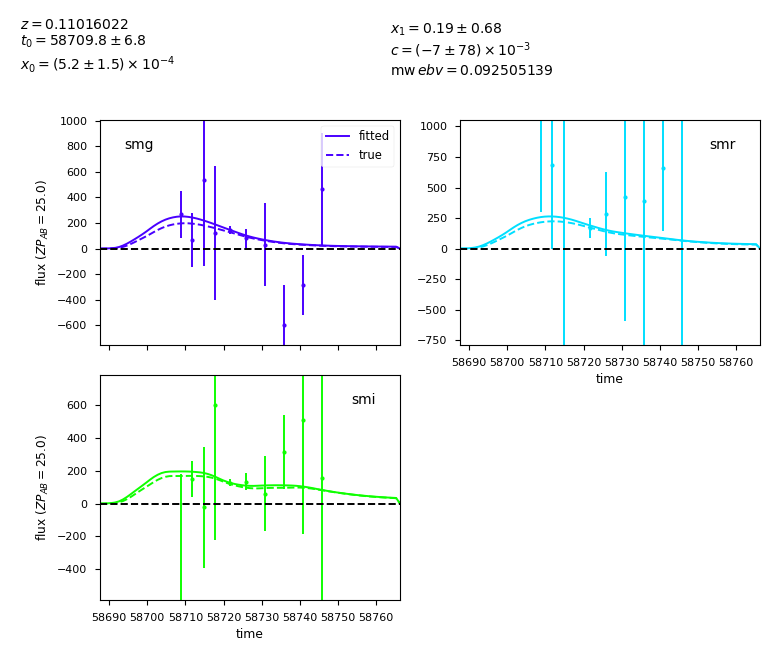 z = 0.11016022
t₀ = 58709.8 ± 6.8
x₀ = (5.2 ± 1.5) × 10⁻⁴
x₁ = 0.19 ± 0.68
c = (−7 ± 78) × 10⁻³
mw ebv = 0.092505139
smg
fitted
true
1000
800
600
400
200
0
−200
−400
−600
flux (ZP_AB = 25.0)
smr
1000
750
500
250
0
−250
−500
−750
58690 58700 58710 58720 58730 58740 58750 58760
time
smi
600
400
200
0
−200
−400
flux (ZP_AB = 25.0)
58690 58700 58710 58720 58730 58740 58750 58760
time